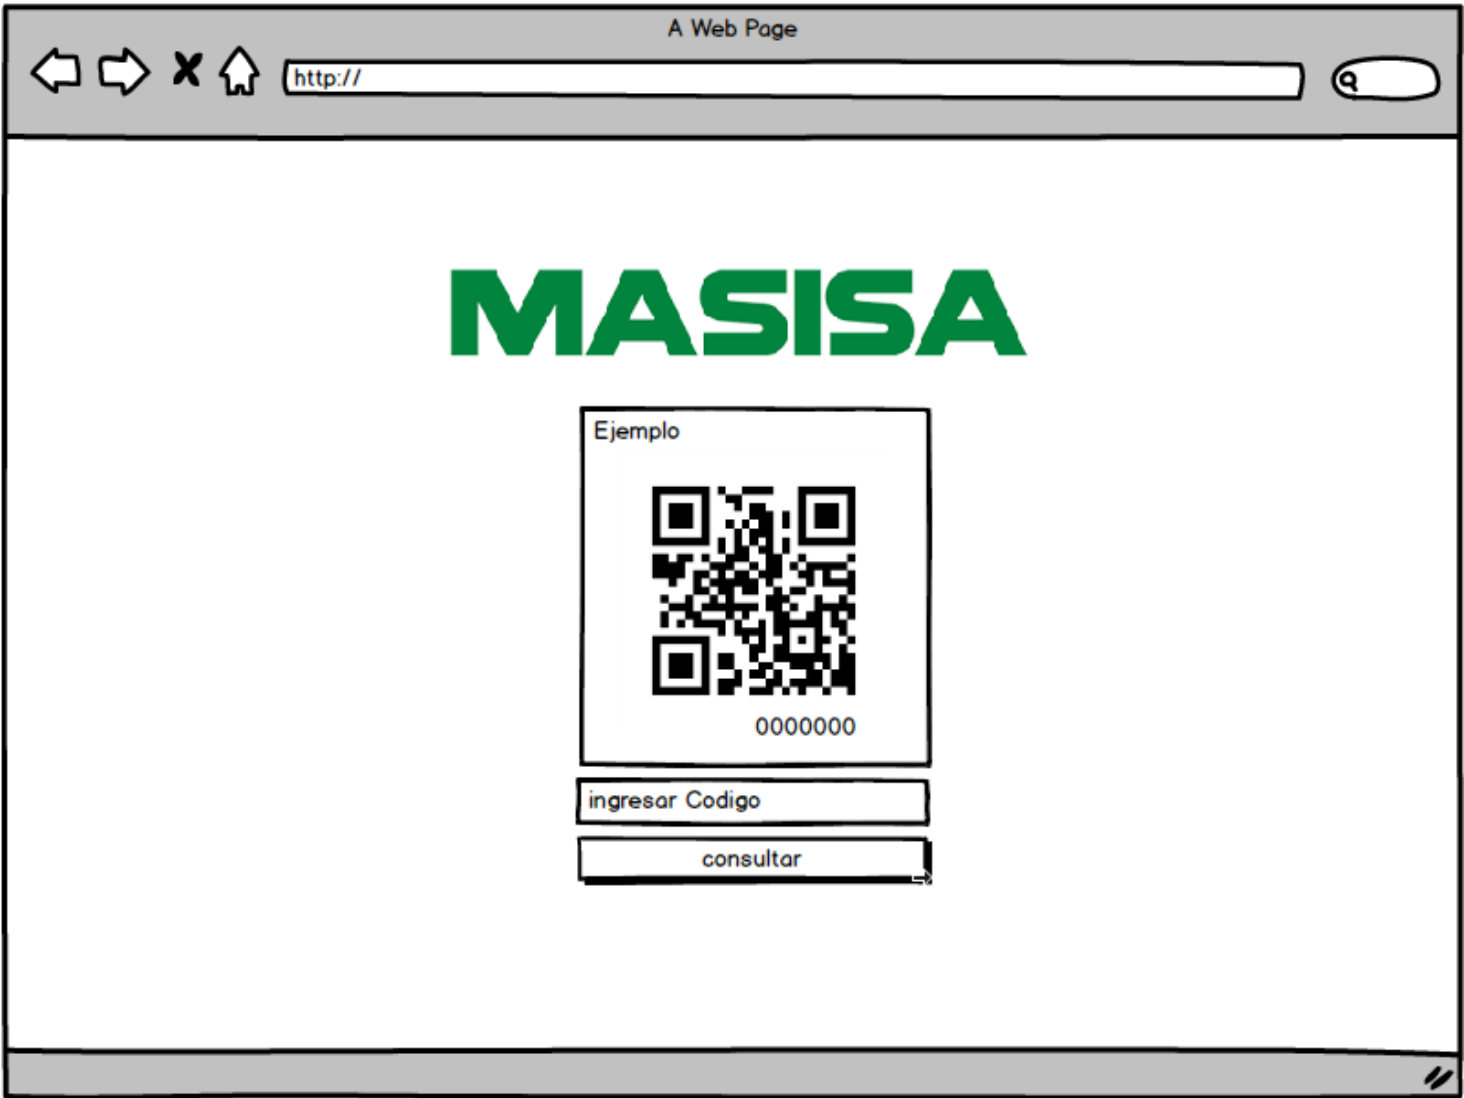 A Web Page
http://
MASISA
Ejemplo
0000000
ingresar Codigo
consultar